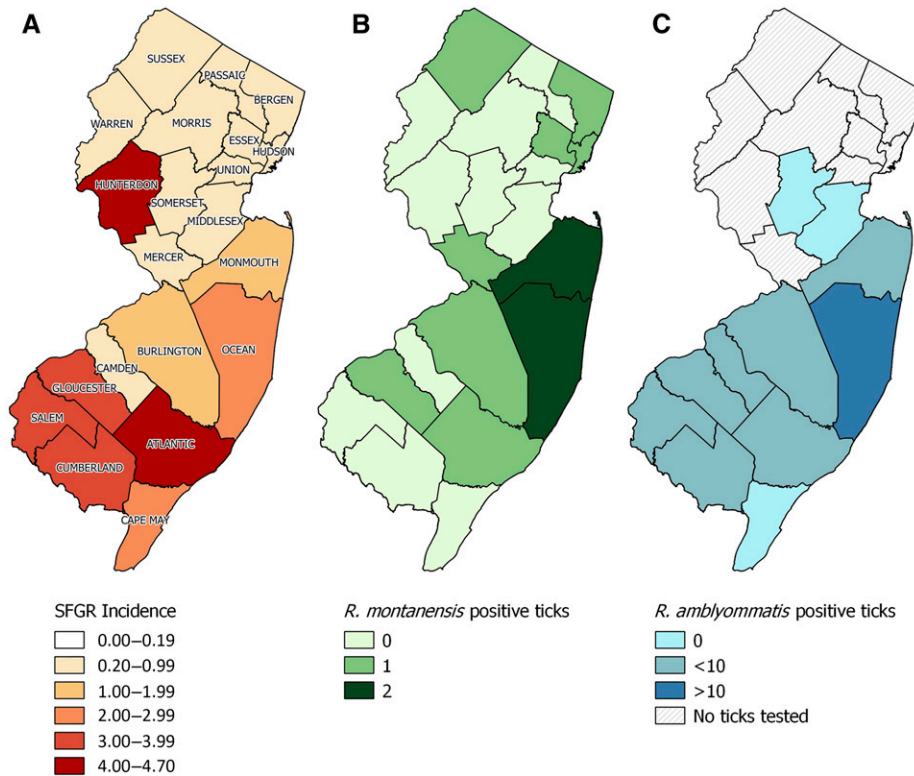 A
B
C
SUSSEX
PASSAIC
BERGEN
WARREN
MORRIS
ESSEX
HUDSON
UNION
HUNTERDON
SOMERSET
MIDDLESEX
MERCER
MONMOUTH
BURLINGTON
OCEAN
CAMDEN
GLOUCESTER
SALEM
ATLANTIC
CUMBERLAND
CAPE MAY
SFGR Incidence
0.00–0.19
0.20–0.99
1.00–1.99
2.00–2.99
3.00–3.99
4.00–4.70
R. montanensis positive ticks
0
1
2
R. amblyommatis positive ticks
0
<10
>10
No ticks tested